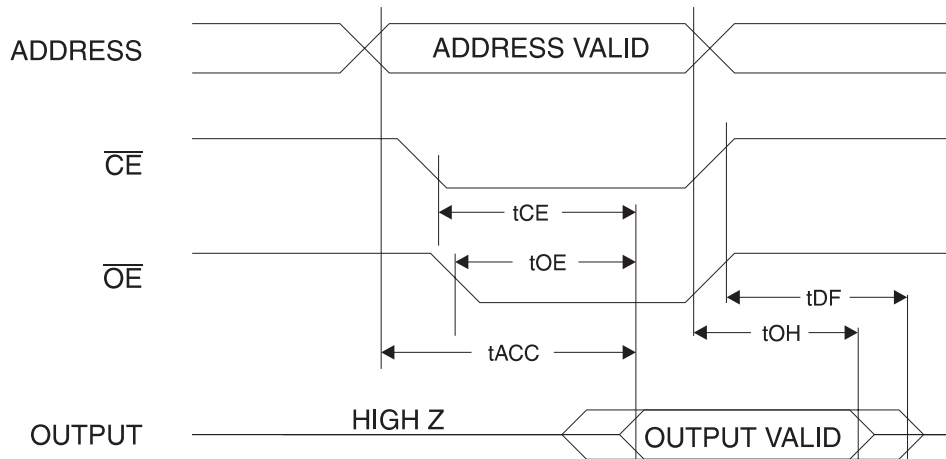 ADDRESS
ADDRESS VALID
CE
tCE
OE
tOE
tDF
tOH
tACC
HIGH Z
OUTPUT
OUTPUT VALID